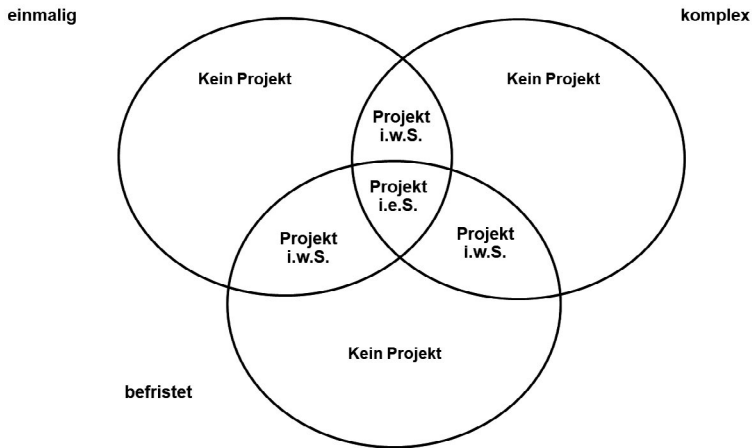 einmalig
komplex
Kein Projekt
Kein Projekt
Projekt
i.w.S.
Projekt
i.e.S.
Projekt
i.w.S.
Projekt
i.w.S.
Kein Projekt
befristet